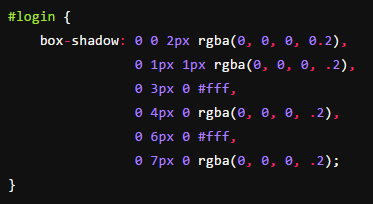 #login {
    box-shadow: 0 0 2px rgba(0, 0, 0, 0.2),
                0 1px 1px rgba(0, 0, 0, .2),
                0 3px 0 #fff,
                0 4px 0 rgba(0, 0, 0, .2),
                0 6px 0 #fff,
                0 7px 0 rgba(0, 0, 0, .2);
}